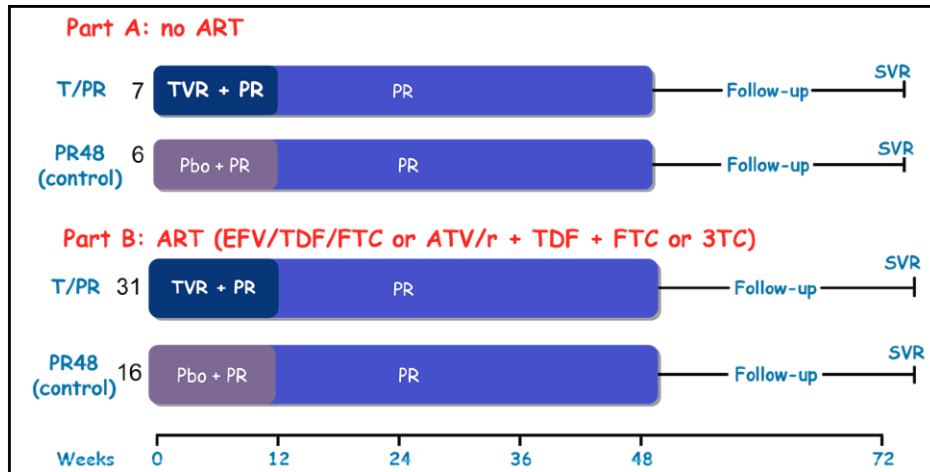 Part A: no ART
T/PR 7 TVR + PR PR Follow-up SVR
PR48 (control) 6 Pbo + PR PR Follow-up SVR
Part B: ART (EFV/TDF/FTC or ATV/r + TDF + FTC or 3TC)
T/PR 31 TVR + PR PR Follow-up SVR
PR48 (control) 16 Pbo + PR PR Follow-up SVR
Weeks 0 12 24 36 48 72